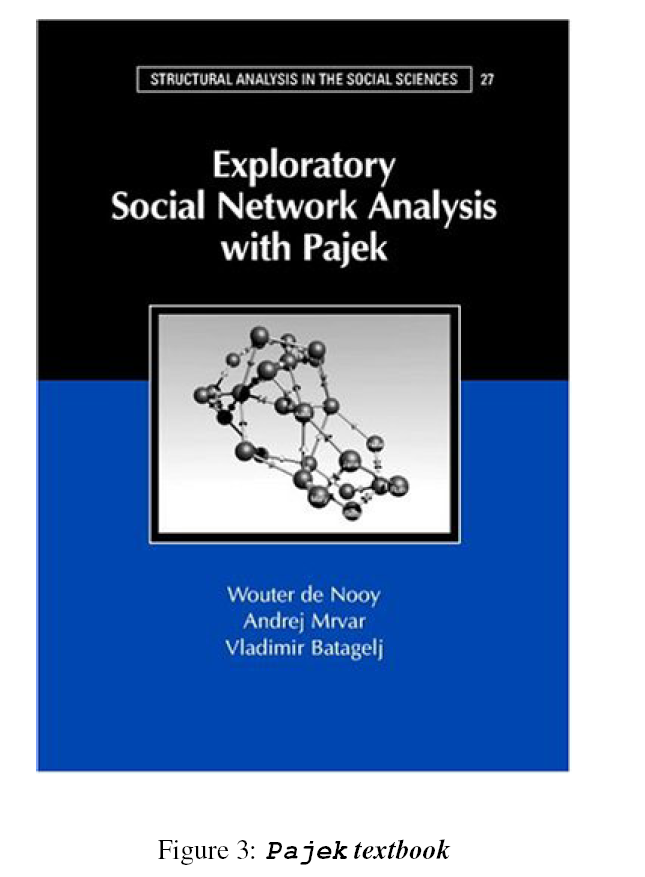 STRUCTURAL ANALYSIS IN THE SOCIAL SCIENCES 27
Exploratory
Social Network Analysis
with Pajek
Wouter de Nooy
Andrej Mrvar
Vladimir Batagelj
Figure 3: Pajek textbook